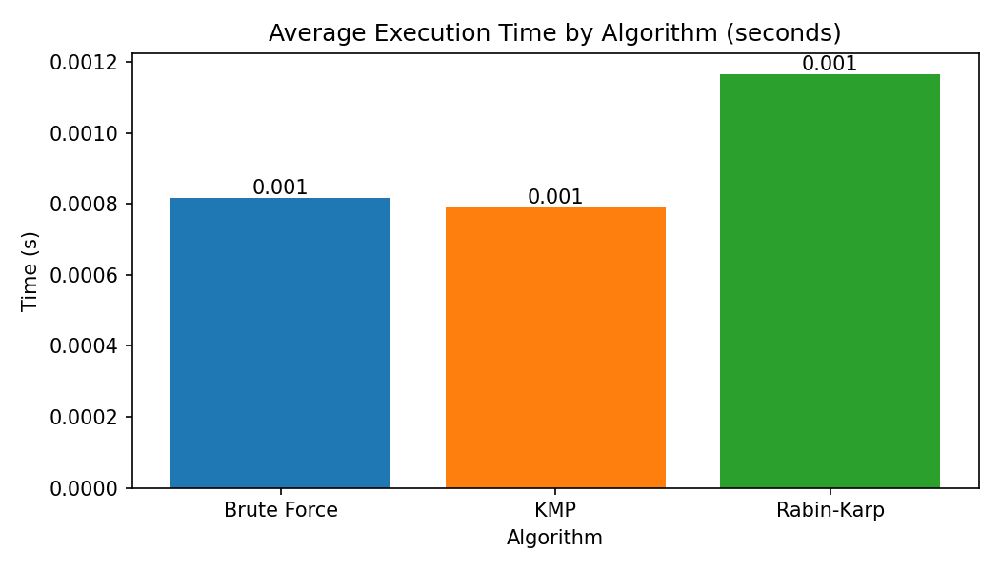 Average Execution Time by Algorithm (seconds)
Time (s)
0.0012
0.0010
0.0008
0.0006
0.0004
0.0002
0.0000
0.001
0.001
0.001
Brute Force
KMP
Rabin-Karp
Algorithm